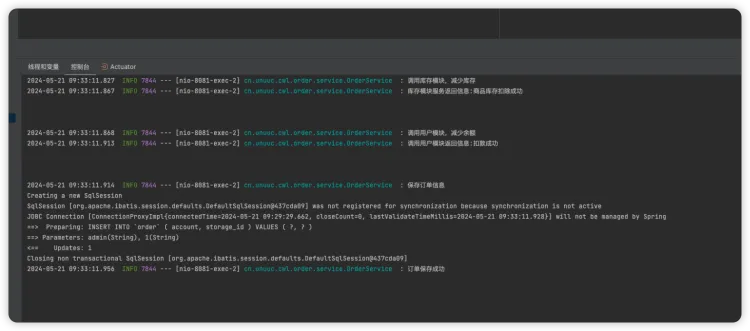 线程和变量 控制台 Actuator
2024-05-21 09:33:11.827 INFO 7844 --- [nio-8081-exec-2] cn.wnuvc.cml.order.service.OrderService : 调用库存模块，减少库存
2024-05-21 09:33:11.867 INFO 7844 --- [nio-8081-exec-2] cn.wnuvc.cml.order.service.OrderService : 库存模块服务返回信息:商品库存扣除成功
2024-05-21 09:33:11.868 INFO 7844 --- [nio-8081-exec-2] cn.wnuvc.cml.order.service.OrderService : 调用用户模块，减少余额
2024-05-21 09:33:11.913 INFO 7844 --- [nio-8081-exec-2] cn.wnuvc.cml.order.service.OrderService : 调用用户模块返回信息:扣款成功
2024-05-21 09:33:11.914 INFO 7844 --- [nio-8081-exec-2] cn.wnuvc.cml.order.service.OrderService : 保存订单信息
Creating a new SqlSession
SqlSession [org.apache.ibatis.session.defaults.DefaultSqlSession@437cda09] was not registered for synchronization because synchronization is not active
JDBC Connection [ConnectionProxyImpl{connectedTime=2024-05-21 09:29:29.662, closeCount=0, lastValidateTimeMillis=2024-05-21 09:33:11.928}] will not be managed by Spring
==> Preparing: INSERT INTO `order` ( account, storage_id ) VALUES ( ?, ? )
==> Parameters: admin(String), 1(String)
<== Updates: 1
Closing non transactional SqlSession [org.apache.ibatis.session.defaults.DefaultSqlSession@437cda09]
2024-05-21 09:33:11.956 INFO 7844 --- [nio-8081-exec-2] cn.wnuvc.cml.order.service.OrderService : 订单保存成功